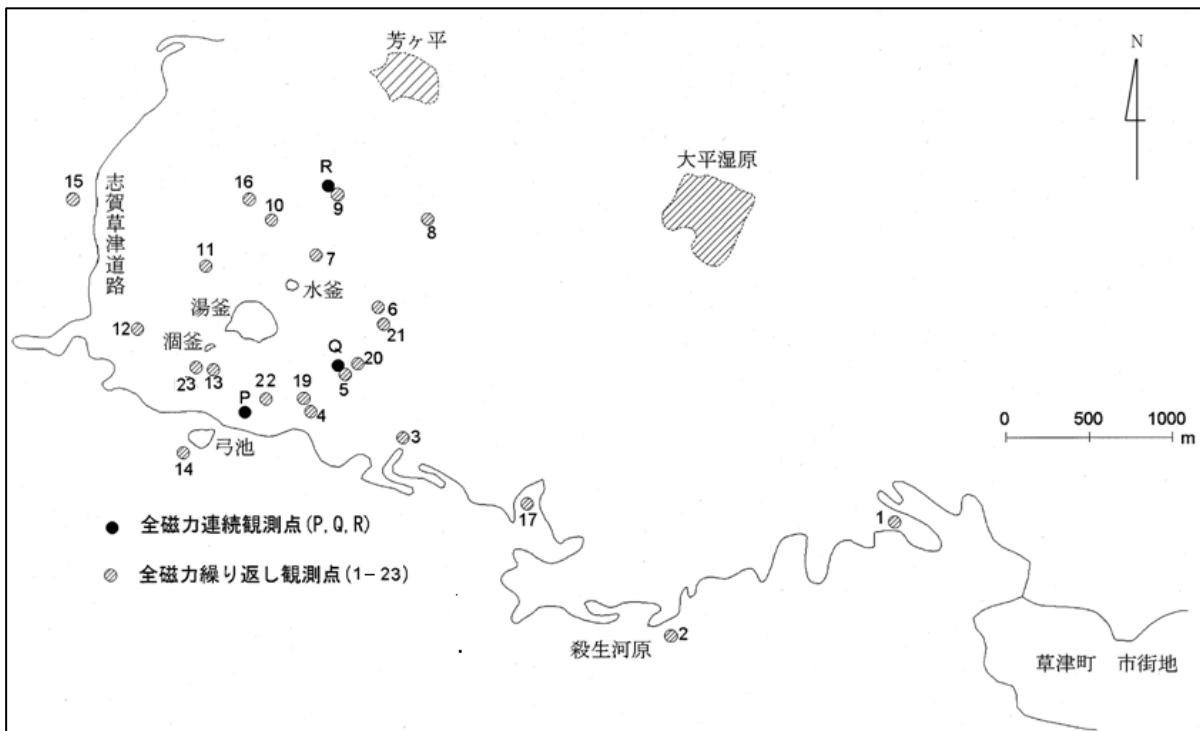 芳ヶ平
N
大平湿原
R
15
志賀草津道路
16
9
10
8
11
7
水釜
湯釜
6
12
21
涸釜
Q
20
23
13
5
22
19
P
4
0 500 1000
m
3
弓池
14
17
1
● 全磁力連続観測点(P, Q, R)
全磁力繰り返し観測点(1-23)
2
殺生河原
草津町 市街地